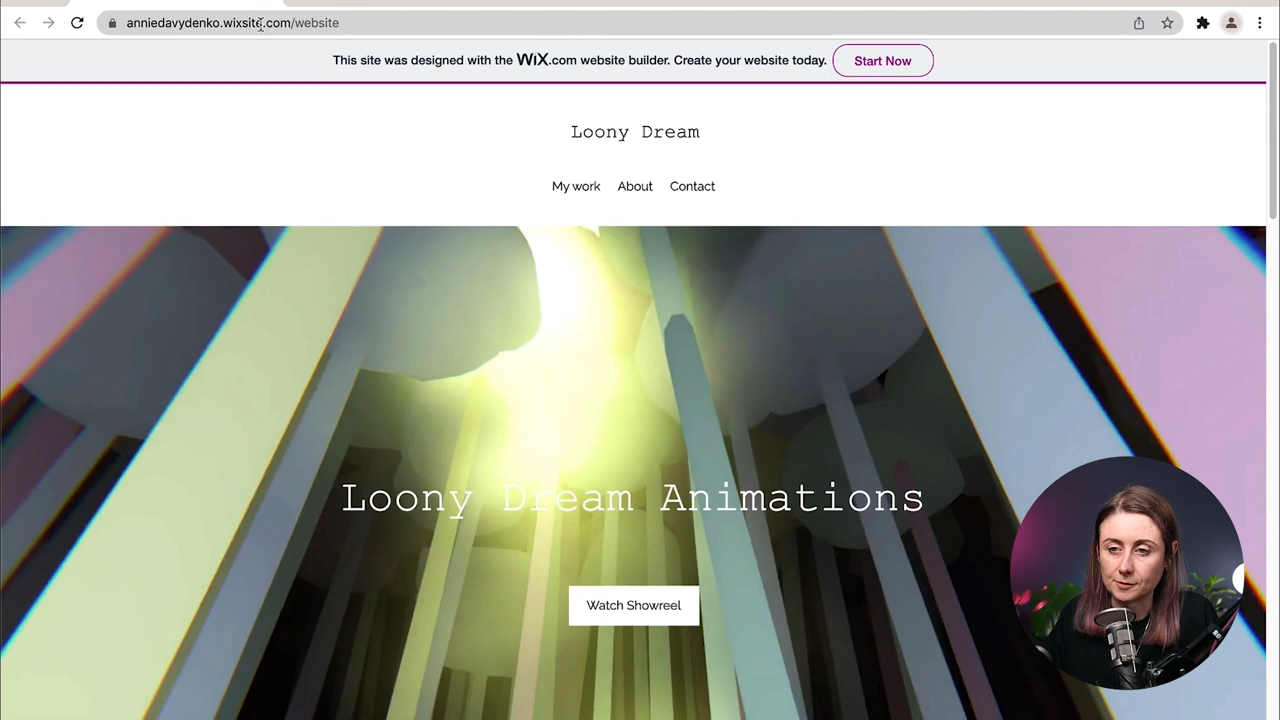 anniedavydenko.wixsite.com/website
This site was designed with the WiX.com website builder. Create your website today. Start Now
Loony Dream
My work About Contact
Loony Dream Animations
Watch Showreel